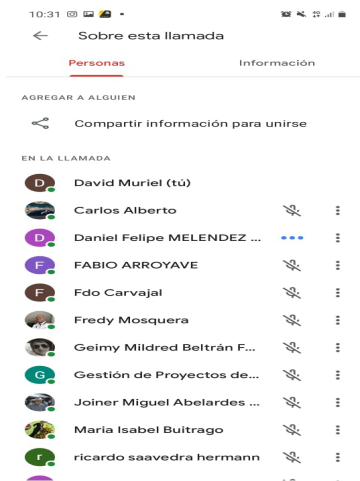 10:31
Sobre esta llamada
Personas
Información
AGREGAR A ALGUIEN
Compartir información para unirse
EN LA LLAMADA
D David Muriel (tú)
Carlos Alberto
D Daniel Felipe MELENDEZ ...
F FABIO ARROYAVE
F Fdo Carvajal
Fredy Mosquera
Geimy Mildred Beltrán F...
G Gestión de Proyectos de...
Joiner Miguel Abelardes ...
Maria Isabel Buitrago
r ricardo saavedra hermann